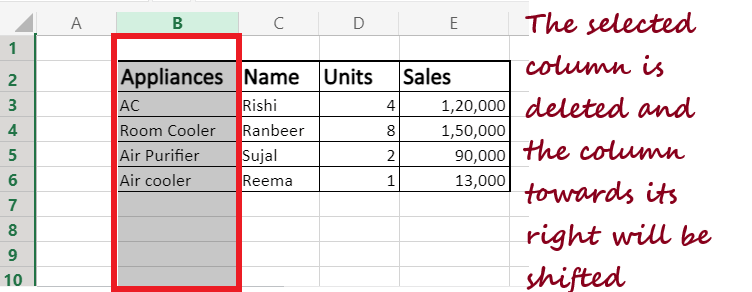 A B C D E
1
2 Appliances Name Units Sales
3 AC Rishi 4 1,20,000
4 Room Cooler Ranbeer 8 1,50,000
5 Air Purifier Sujal 2 90,000
6 Air cooler Reema 1 13,000
7
8
9
10
The selected
column is
deleted and
the column
towards its
right will be
shifted